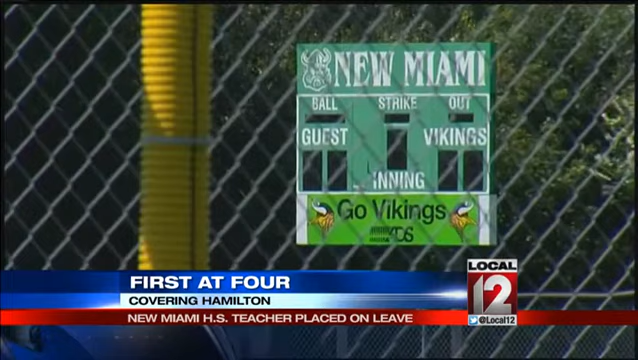 NEW MIAMI
BALL STRIKE OUT
GUEST VIKINGS
INNING
Go Vikings
ADS
FIRST AT FOUR
COVERING HAMILTON
NEW MIAMI H.S. TEACHER PLACED ON LEAVE
LOCAL
12
@Local12